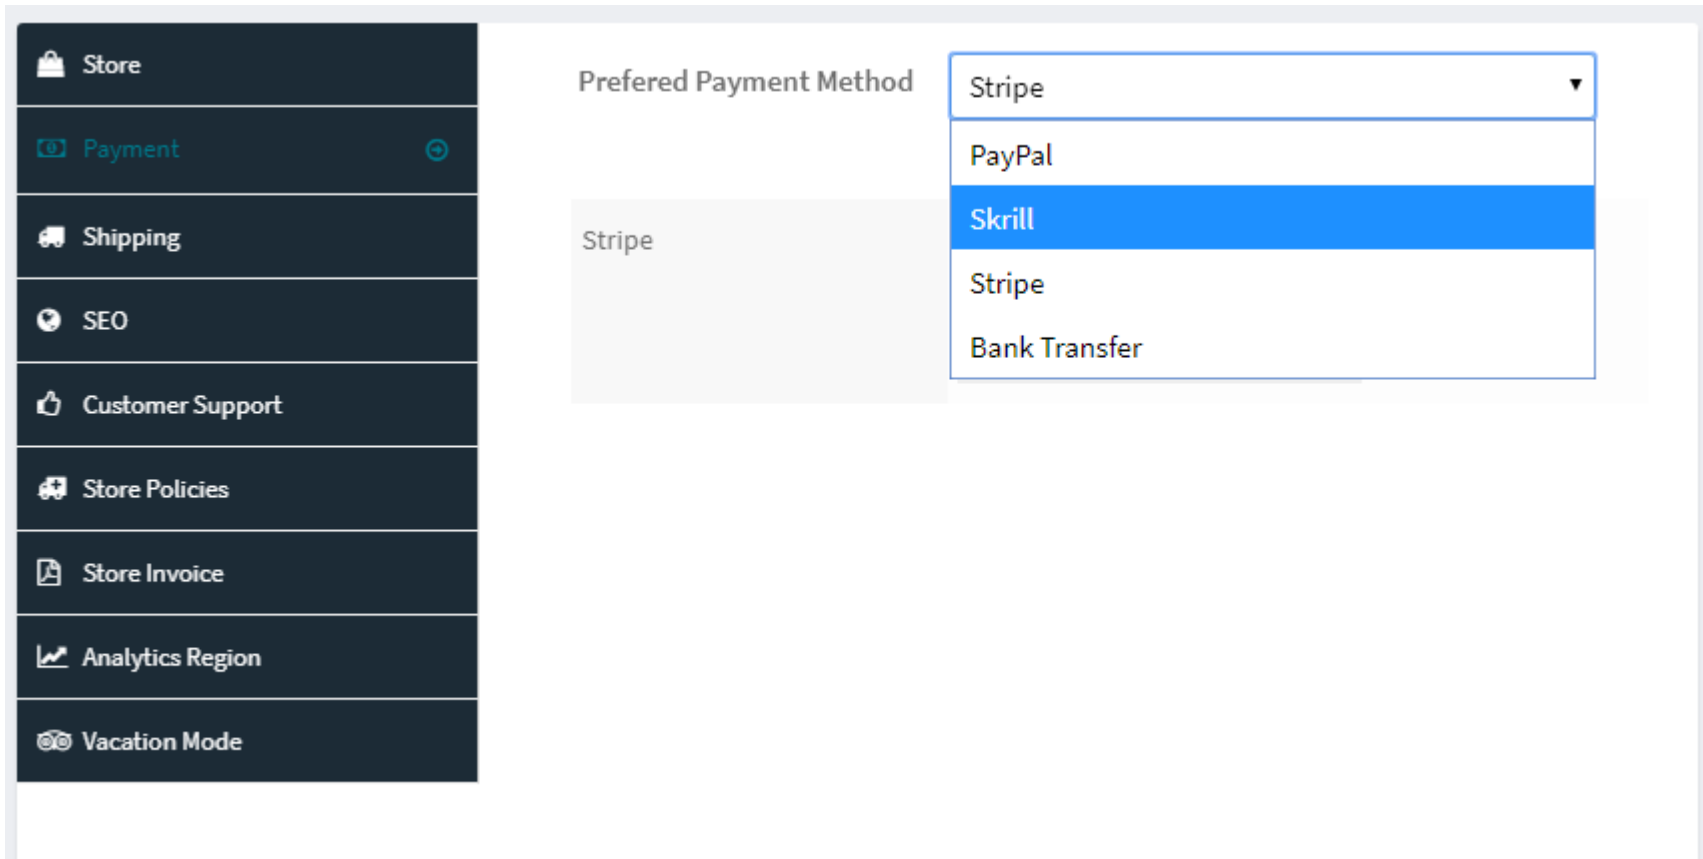 Store
Payment
Shipping
SEO
Customer Support
Store Policies
Store Invoice
Analytics Region
Vacation Mode
Prefered Payment Method
Stripe
PayPal
Skrill
Stripe
Bank Transfer
Stripe